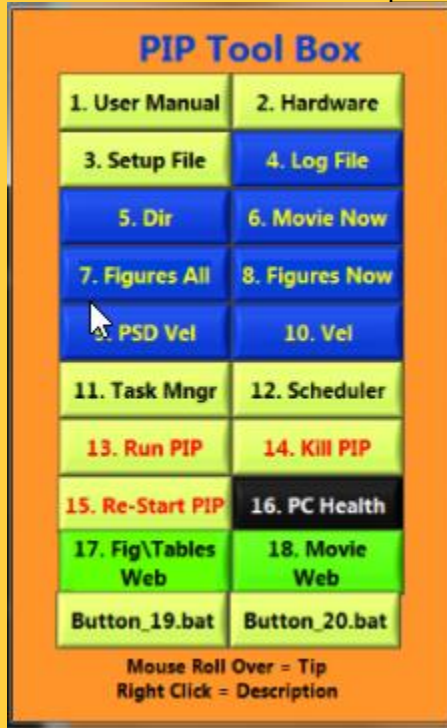 PIP Tool Box
1. User Manual
2. Hardware
3. Setup File
4. Log File
5. Dir
6. Movie Now
7. Figures All
8. Figures Now
PSD Vel
10. Vel
11. Task Mngr
12. Scheduler
13. Run PIP
14. Kill PIP
15. Re-Start PIP
16. PC Health
17. Fig\Tables
Web
18. Movie
Web
Button_19.bat
Button_20.bat
Mouse Roll Over = Tip
Right Click = Description